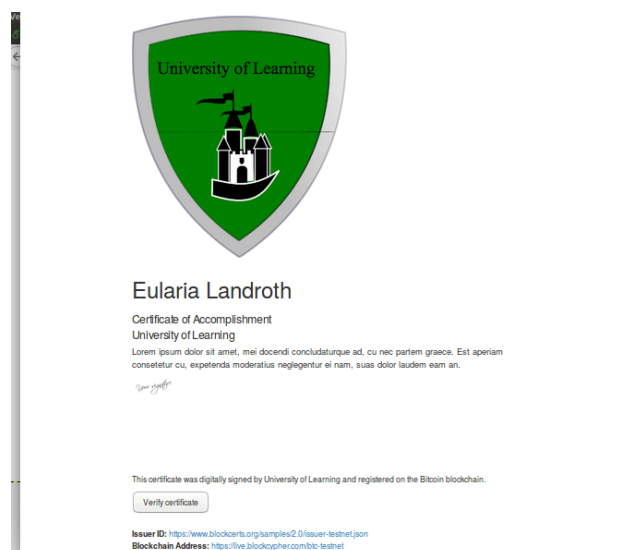 University of Learning
Eularia Landroth
Certificate of Accomplishment
University of Learning
Lorem ipsum dolor sit amet, mei docendi concludaturque ad, cu nec partem graece. Est aperiam
consetetur cu, expetenda moderatius neglegentur ei nam, suas dolor laudem eam an.
Your signature
This certificate was digitally signed by University of Learning and registered on the Bitcoin blockchain.
Verify certificate
Issuer ID: https://www.blockcerts.org/samples/2.0/issuer-testnet.json
Blockchain Address: https://live.blockcypher.com/btc-testnet